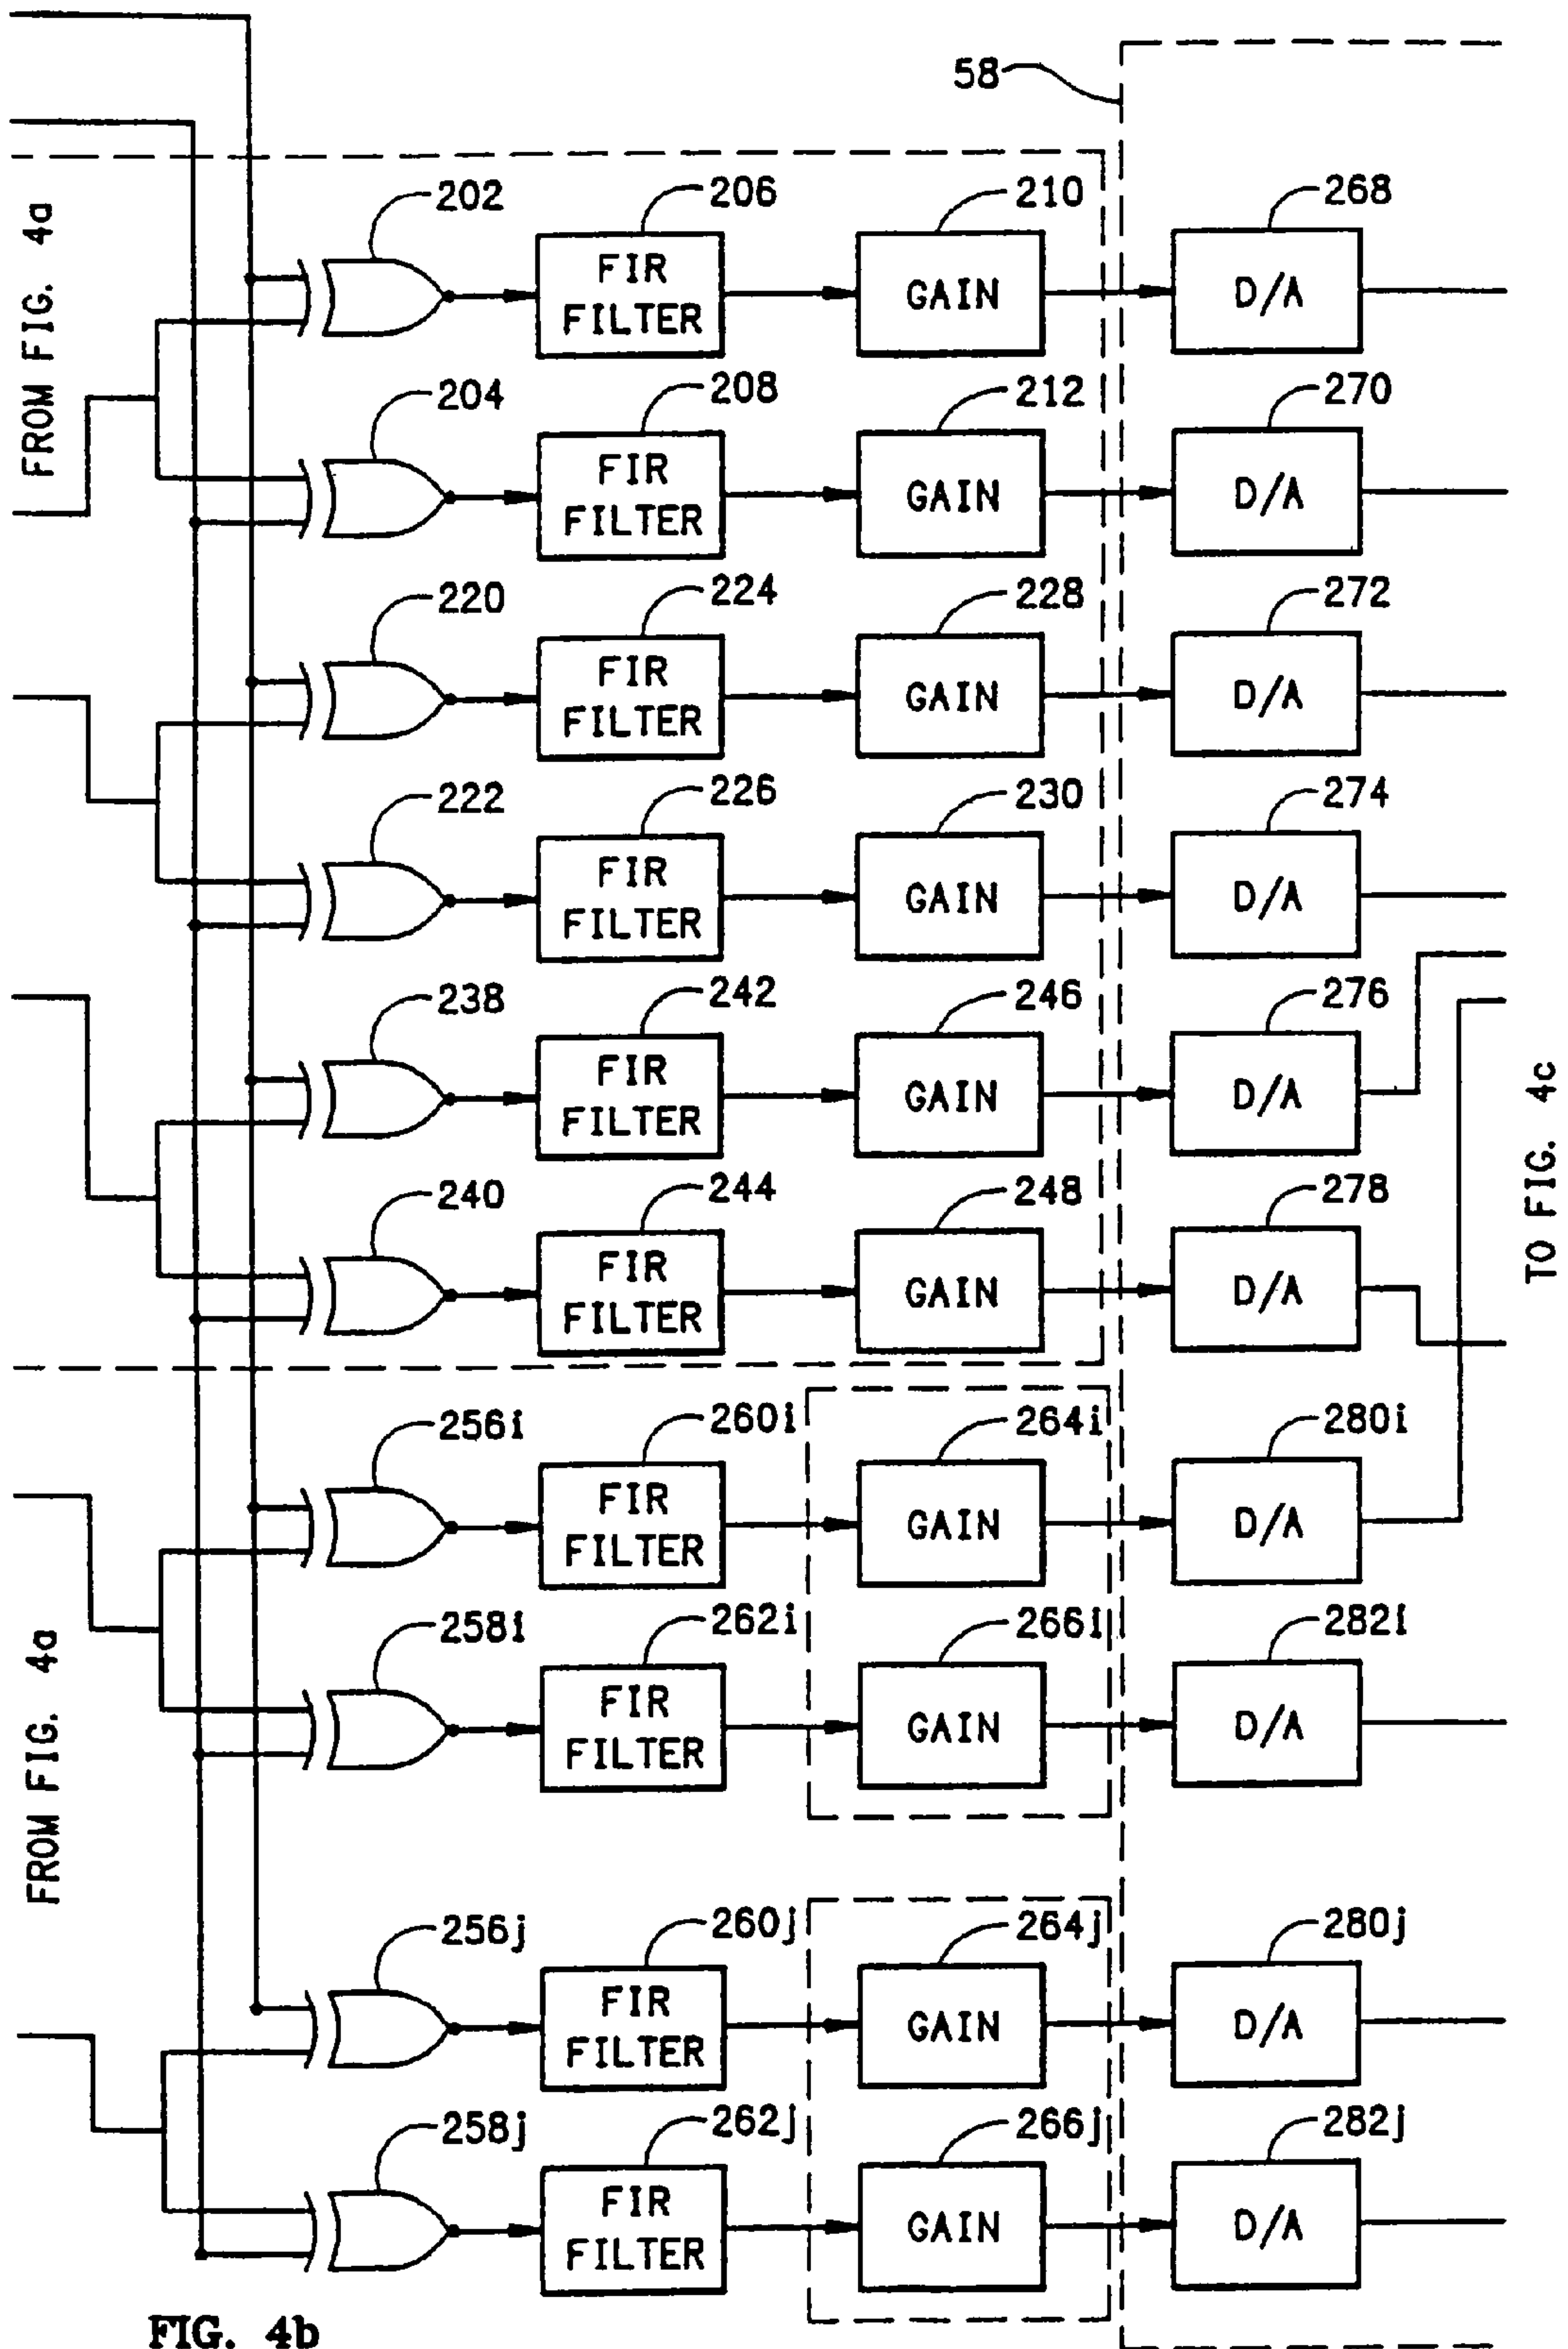 58
202
206
210
268
FROM FIG. 4a
FIR
FILTER
GAIN
D/A
204
208
212
270
FIR
FILTER
GAIN
D/A
220
224
228
272
FIR
FILTER
GAIN
D/A
222
226
230
274
FIR
FILTER
GAIN
D/A
238
242
246
276
FIR
FILTER
GAIN
D/A
TO FIG. 4c
240
244
248
278
FIR
FILTER
GAIN
D/A
256i
260i
264i
280i
FIR
FILTER
GAIN
D/A
FROM FIG. 4a
258i
262i
266i
282i
FIR
FILTER
GAIN
D/A
256j
260j
264j
280j
FIR
FILTER
GAIN
D/A
258j
262j
266j
282j
FIR
FILTER
GAIN
D/A
FIG. 4b